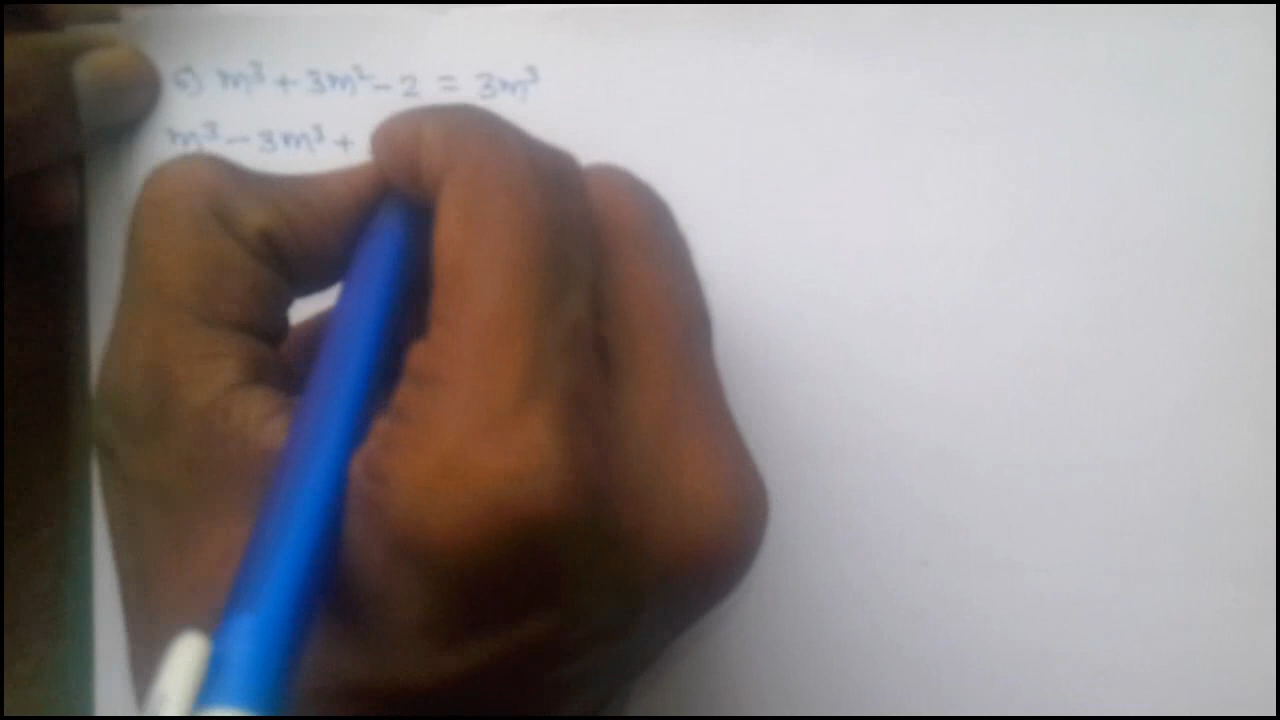 6) m³ + 3m² - 2 = 3m³
m³ - 3m³ +